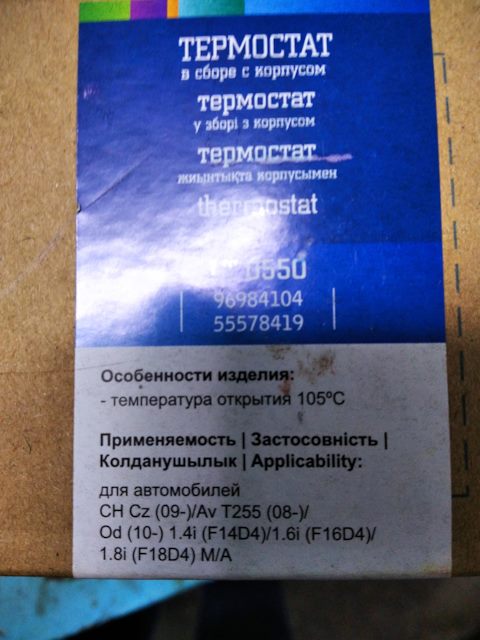 ТЕРМОСТАТ
в сборе с корпусом
термостат
у зборі з корпусом
термостат
жиынтықта корпусымен
thermostat
0550
96984104
55578419
Особенности изделия:
- температура открытия 105ºС
Применяемость | Застосовність |
Колданушылык | Applicability:
для автомобилей
CH Cz (09-)/Av T255 (08-)/
Od (10-) 1.4i (F14D4)/1.6i (F16D4)/
1.8i (F18D4) M/A